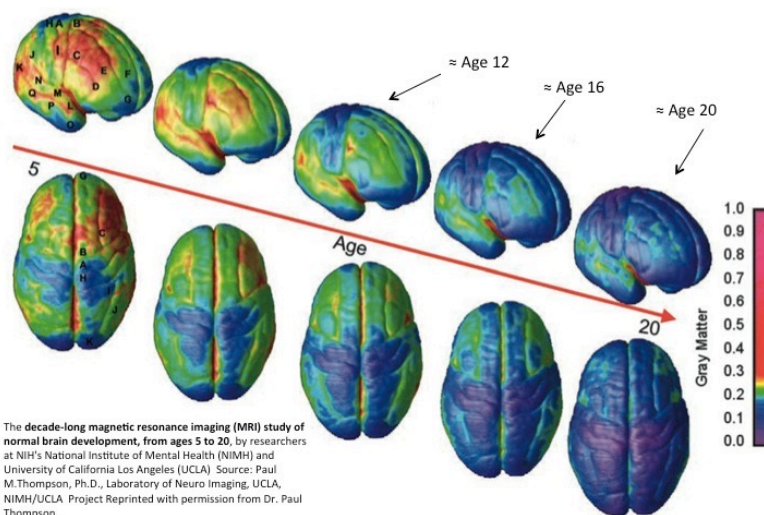 ≈ Age 12
≈ Age 16
≈ Age 20
H A B
I
J
C
K
E
F
N
D
Q
M
G
P
L
O
5
Age
20
G
C
B
A
H
I
J
K
Gray Matter
1.0
0.9
0.8
0.7
0.6
0.5
0.4
0.3
0.2
0.1
0.0
The decade-long magnetic resonance imaging (MRI) study of
normal brain development, from ages 5 to 20, by researchers
at NIH's National Institute of Mental Health (NIMH) and
University of California Los Angeles (UCLA) Source: Paul
M.Thompson, Ph.D., Laboratory of Neuro Imaging, UCLA,
NIMH/UCLA Project Reprinted with permission from Dr. Paul
Thompson